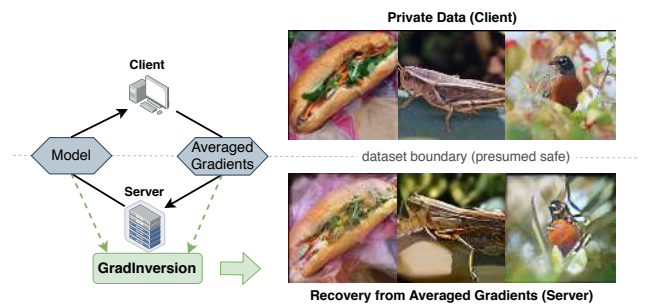 Private Data (Client)
Client
Model
Averaged
Gradients
dataset boundary (presumed safe)
Server
GradInversion
Recovery from Averaged Gradients (Server)